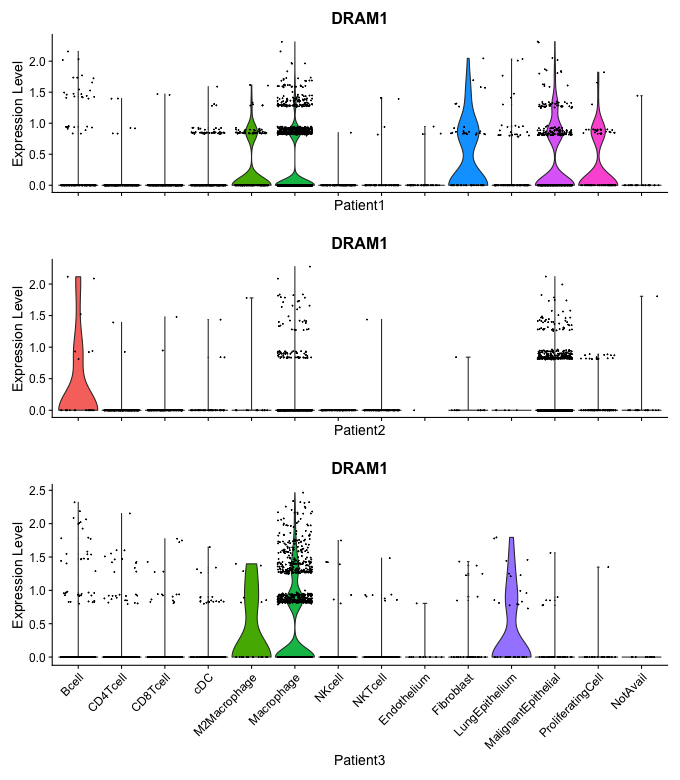 DRAM1
Expression Level
2.0
1.5
1.0
0.5
0.0
Patient1
DRAM1
Expression Level
2.0
1.5
1.0
0.5
0.0
Patient2
DRAM1
Expression Level
2.5
2.0
1.5
1.0
0.5
0.0
Bcell
CD4Tcell
CD8Tcell
cDC
M2Macrophage
Macrophage
NKcell
NKTcell
Endothelium
Fibroblast
LungEpithelium
MalignantEpithelial
ProliferatingCell
NotAvail
Patient3